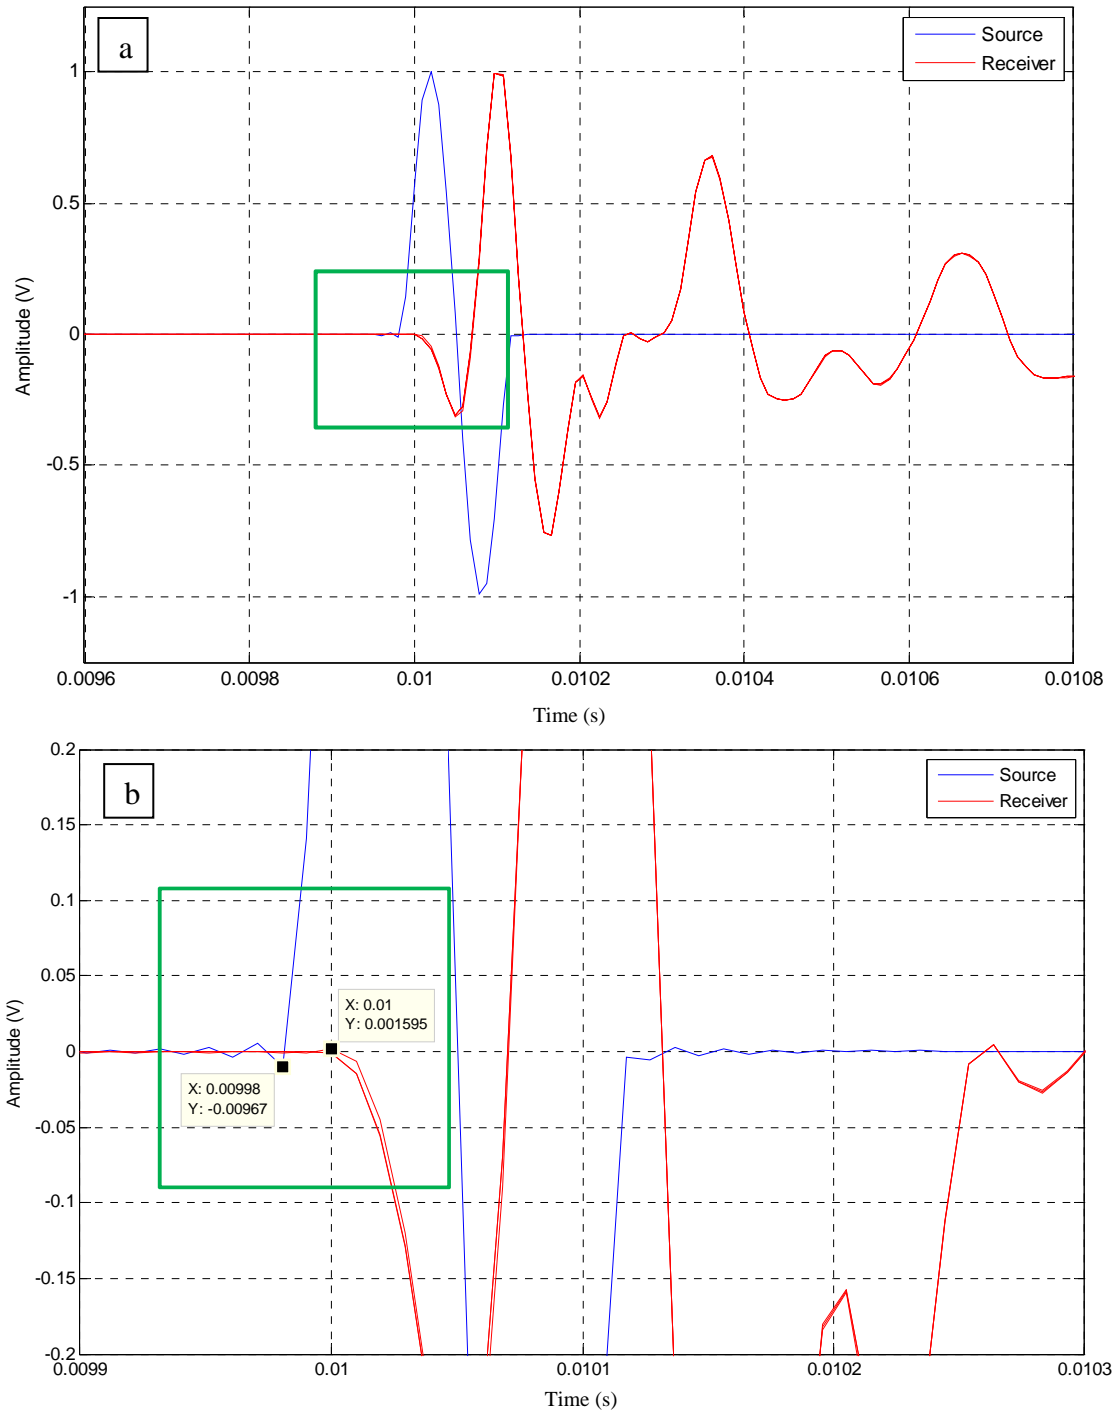 a
Source
Receiver
1
0.5
0
-0.5
-1
Amplitude (V)
0.0096
0.0098
0.01
0.0102
0.0104
0.0106
0.0108
Time (s)
b
Source
Receiver
0.2
0.15
0.1
0.05
0
-0.05
-0.1
-0.15
-0.2
Amplitude (V)
X: 0.01
Y: 0.001595
X: 0.00998
Y: -0.00967
0.0099
0.01
0.0101
0.0102
0.0103
Time (s)